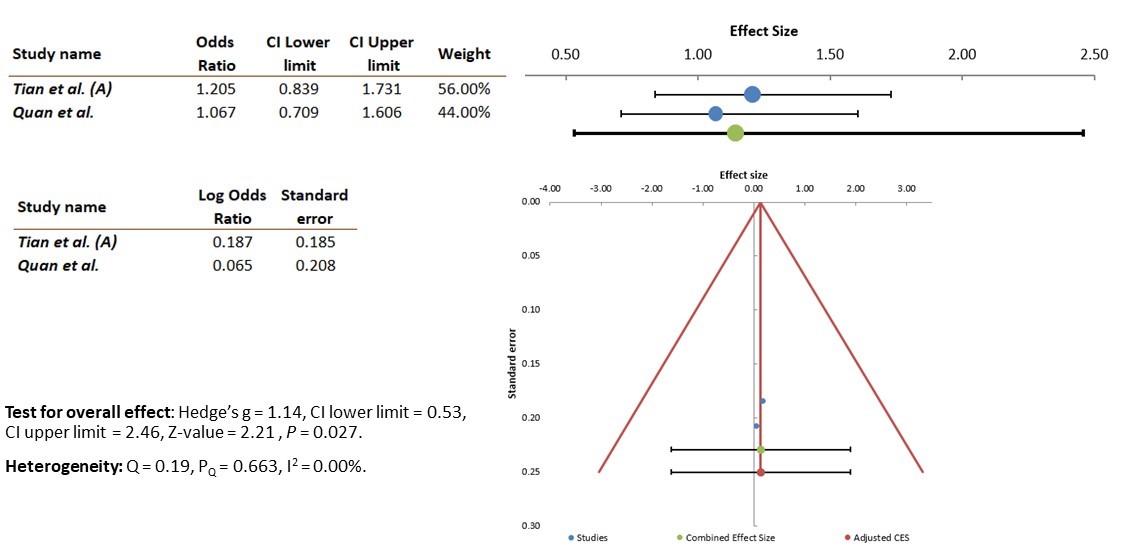 Study name Odds Ratio CI Lower limit CI Upper limit Weight
Tian et al. (A) 1.205 0.839 1.731 56.00%
Quan et al. 1.067 0.709 1.606 44.00%
Effect Size
0.50 1.00 1.50 2.00 2.50
Study name Log Odds Ratio Standard error
Tian et al. (A) 0.187 0.185
Quan et al. 0.065 0.208
Test for overall effect: Hedge's g = 1.14, CI lower limit = 0.53,
CI upper limit = 2.46, Z-value = 2.21 , P = 0.027.
Heterogeneity: Q = 0.19, PQ = 0.663, I² = 0.00%.
Effect size
-4.00 -3.00 -2.00 -1.00 0.00 1.00 2.00 3.00
0.00
0.05
0.10
0.15
0.20
0.25
0.30
Standard error
Studies Combined Effect Size Adjusted CES